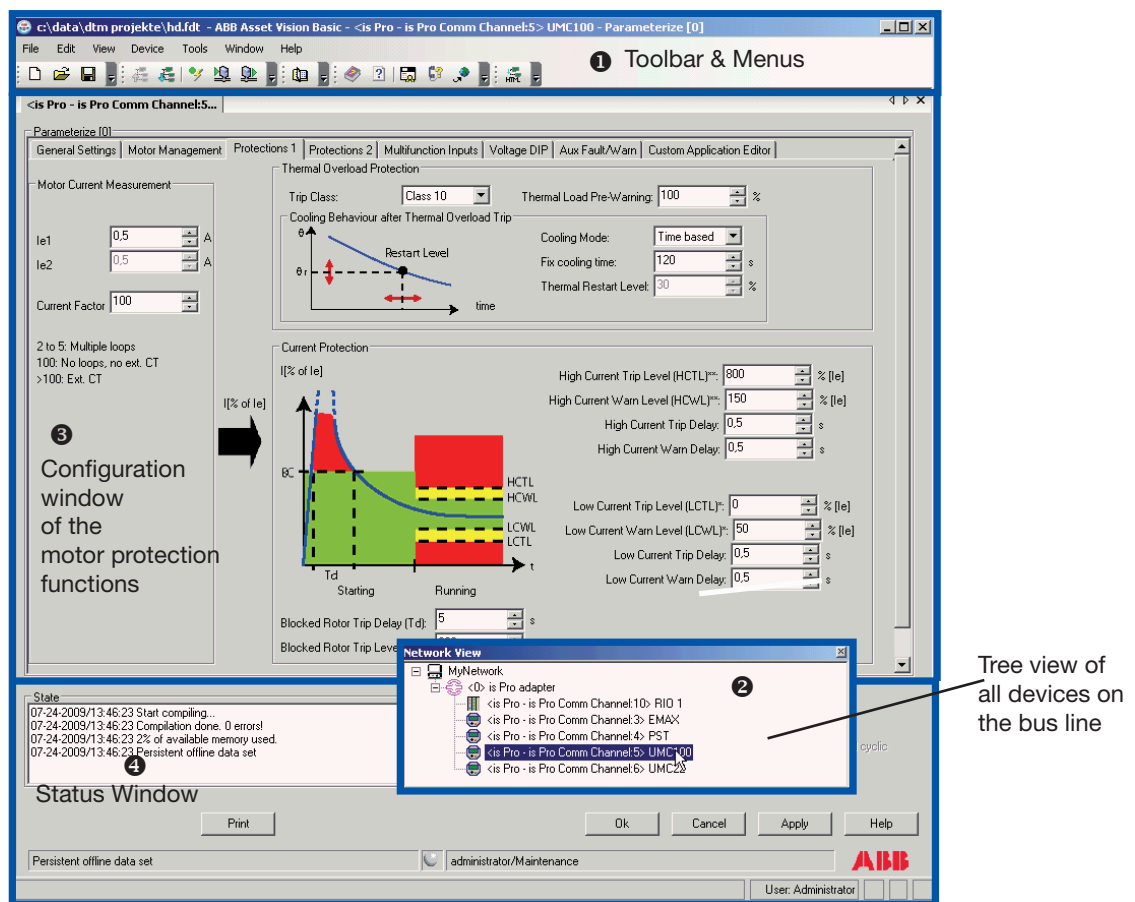 c:\data\dtm projekte\hd.fdt - ABB Asset Vision Basic - <is Pro - is Pro Comm Channel:5> UMC100 - Parameterize [0]
File Edit View Device Tools Window Help
HTML
❶ Toolbar & Menus
<is Pro - is Pro Comm Channel:5...
Parameterize [0]
General Settings Motor Management Protections 1 Protections 2 Multifunction Inputs Voltage DIP Aux Fault/Warn Custom Application Editor
Motor Current Measurement
Ie1 0,5 A
Ie2 0,5 A
Current Factor 100
2 to 5: Multiple loops
100: No loops, no ext. CT
>100: Ext. CT
❸
Configuration
window
of the
motor protection
functions
Thermal Overload Protection
Trip Class: Class 10 Thermal Load Pre-Warning: 100 %
Cooling Behaviour after Thermal Overload Trip
θ
Restart Level
θr
time
Cooling Mode: Time based
Fix cooling time: 120 s
Thermal Restart Level: 30 %
Current Protection
I[% of Ie]
I[% of Ie]
BC
HCTL
HCWL
LCWL
LCTL
t
Td
Starting Running
High Current Trip Level (HCTL)**: 800 % [Ie]
High Current Warn Level (HCWL)**: 150 % [Ie]
High Current Trip Delay: 0,5 s
High Current Warn Delay: 0,5 s
Low Current Trip Level (LCTL)*: 0 % [Ie]
Low Current Warn Level (LCWL)*: 50 % [Ie]
Low Current Trip Delay: 0,5 s
Low Current Warn Delay: 0,5 s
Blocked Rotor Trip Delay (Td): 5 s
Blocked Rotor Trip Leve
Network View
MyNetwork
<0> is Pro adapter
<is Pro - is Pro Comm Channel:10> RIO 1
<is Pro - is Pro Comm Channel:3> EMAX
<is Pro - is Pro Comm Channel:4> PST
<is Pro - is Pro Comm Channel:5> UMC100
<is Pro - is Pro Comm Channel:6> UMC22
❷
Tree view of
all devices on
the bus line
State
07-24-2009/13:46:23 Start compiling...
07-24-2009/13:46:23 Compilation done. 0 errors!
07-24-2009/13:46:23 2% of available memory used.
07-24-2009/13:46:23 Persistent offline data set
❹
Status Window
cyclic
Print Ok Cancel Apply Help
Persistent offline data set administrator/Maintenance ABB
User: Administrator